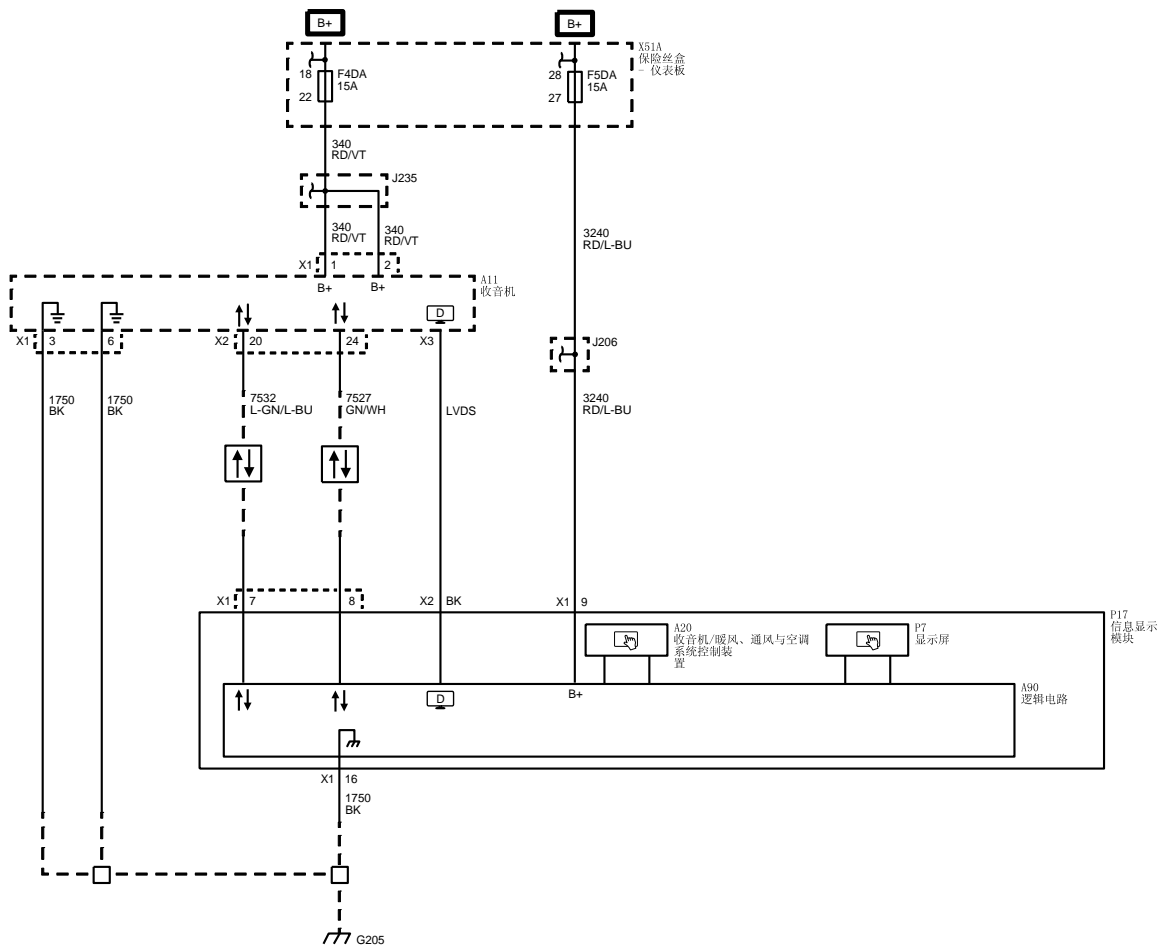 B+
B+
X51A
保险丝盒
- 仪表板
18
F4DA
15A
22
28
F5DA
15A
27
340
RD/VT
J235
340
RD/VT
340
RD/VT
3240
RD/L-BU
X1
1
2
B+
B+
A11
收音机
D
X1
3
6
X2
20
24
X3
J206
1750
BK
1750
BK
7532
L-GN/L-BU
7527
GN/WH
LVDS
3240
RD/L-BU
X1
7
8
X2
BK
X1
9
P17
信息显示
模块
A20
收音机/暖风、通风与空调
系统控制装
置
P7
显示屏
D
B+
A90
逻辑电路
X1
16
1750
BK
G205